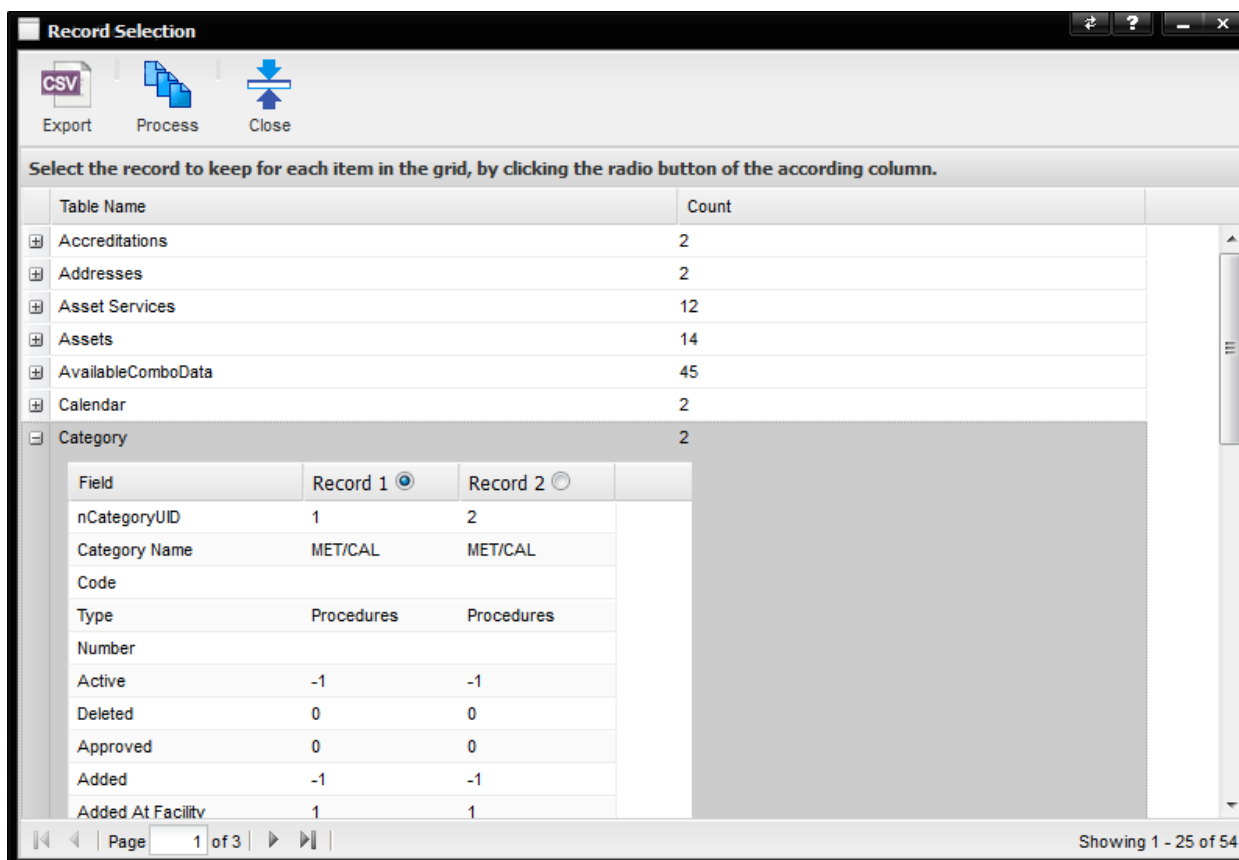 Record Selection
?
CSV
Export Process Close
Select the record to keep for each item in the grid, by clicking the radio button of the according column.
Table Name Count
Accreditations 2
Addresses 2
Asset Services 12
Assets 14
AvailableComboData 45
Calendar 2
Category 2
Field Record 1 Record 2
nCategoryUID 1 2
Category Name MET/CAL MET/CAL
Code
Type Procedures Procedures
Number
Active -1 -1
Deleted 0 0
Approved 0 0
Added -1 -1
Added At Facility 1 1
Page 1 of 3 Showing 1 - 25 of 54